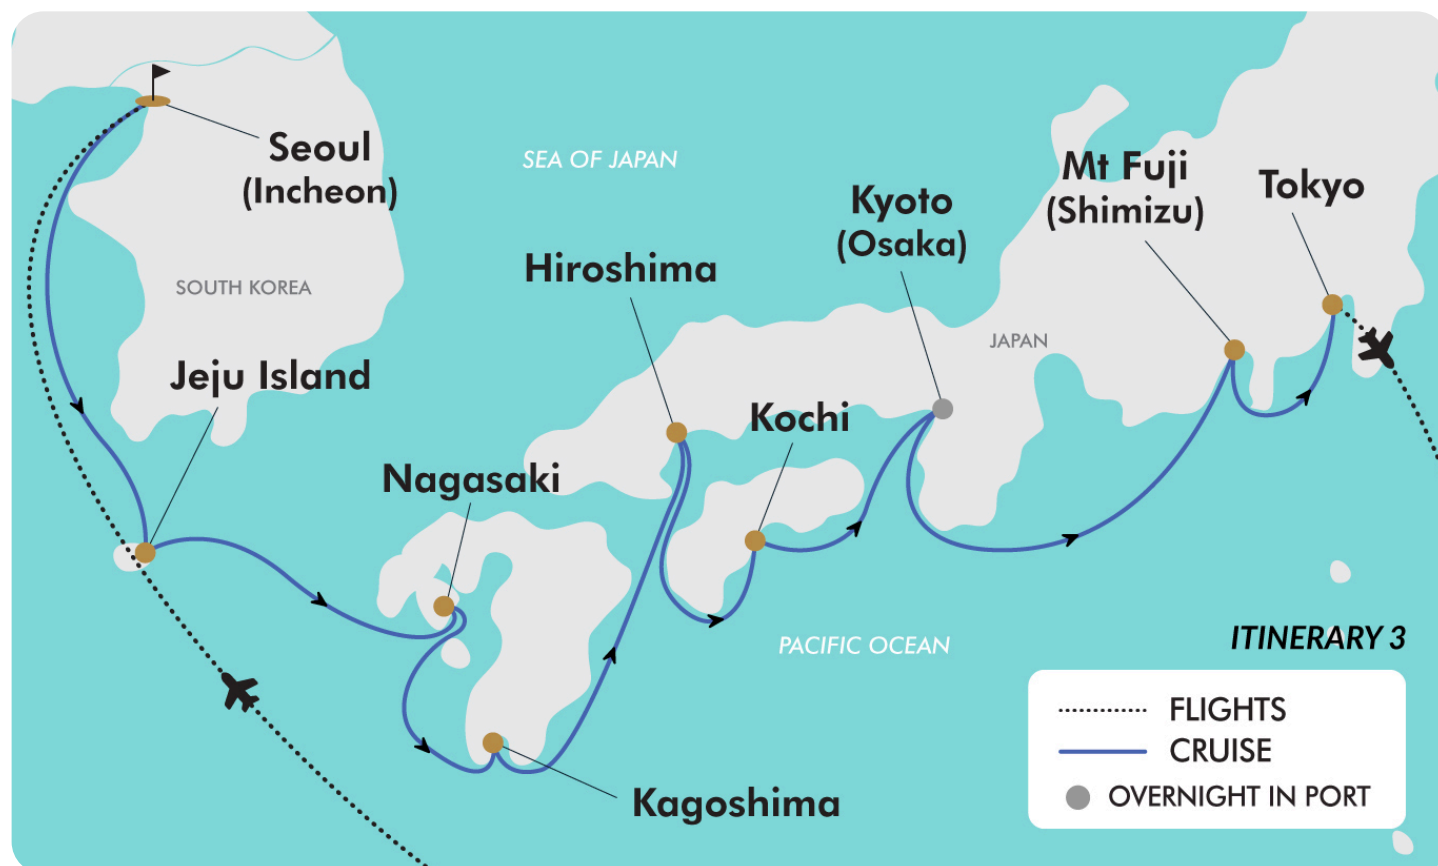 Seoul
(Incheon)
SEA OF JAPAN
Mt Fuji
(Shimizu)
Tokyo
Kyoto
(Osaka)
Hiroshima
SOUTH KOREA
JAPAN
Jeju Island
Kochi
Nagasaki
PACIFIC OCEAN
Kagoshima
ITINERARY 3
FLIGHTS
CRUISE
OVERNIGHT IN PORT